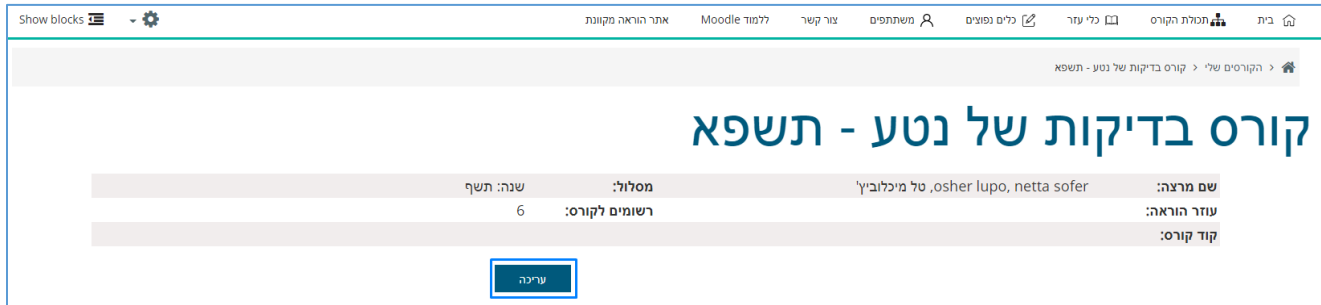 בית תכולת הקורס כלי עזר כלים נפוצים משתתפים צור קשר ללמוד Moodle אתר הוראה מקוונת Show blocks
הקורסים שלי > קורס בדיקות של נטע - תשפא
קורס בדיקות של נטע - תשפא
שם מרצה: osher lupo, netta sofer, טל מיכלוביץ' מסלול: שנה: תשף
עוזר הוראה: רשומים לקורס: 6
קוד קורס:
עריכה